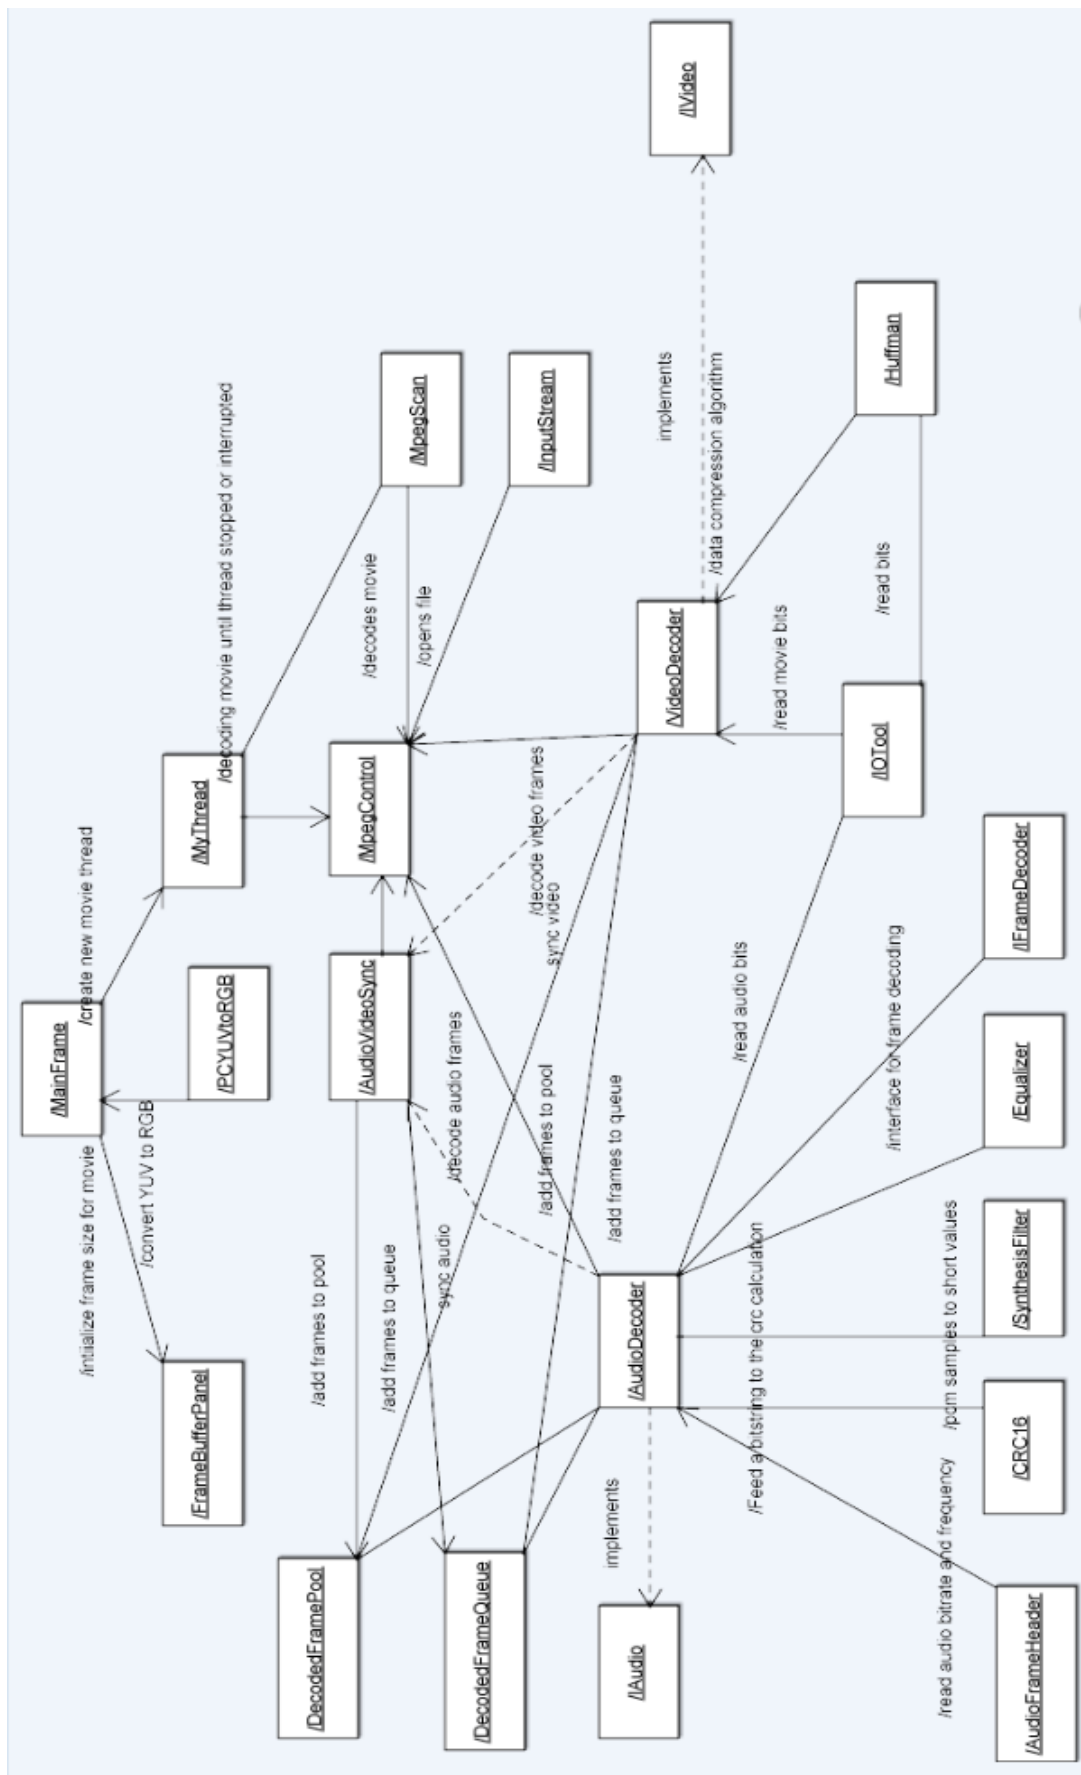 /MainFrame
/create new movie thread
/intiialize frame size for movie
/convert YUV to RGB
/PCYUVtoRGB
/FrameBufferPanel
/MyThread
/decoding movie until thread stopped or interrupted
/MpegScan
/decodes movie
/opens file
/InputStream
/MpegControl
/AudioVideoSync
/add frames to pool
/add frames to queue
/decode audio frames
sync audio
/decode video frames
sync video
/DecodedFramePool
/DecodedFrameQueue
/add frames to pool
/add frames to queue
/IVideo
implements
/data compression algorithm
/VideoDecoder
/read movie bits
/Huffman
/read bits
/IOTool
/read audio bits
/AudioDecoder
implements
/IAudio
/interface for frame decoding
/Feed a bitstring to the crc calculation
/pcm samples to short values
/read audio bitrate and frequency
/AudioFrameHeader
/CRC16
/SynthesisFilter
/Equalizer
/IFrameDecoder